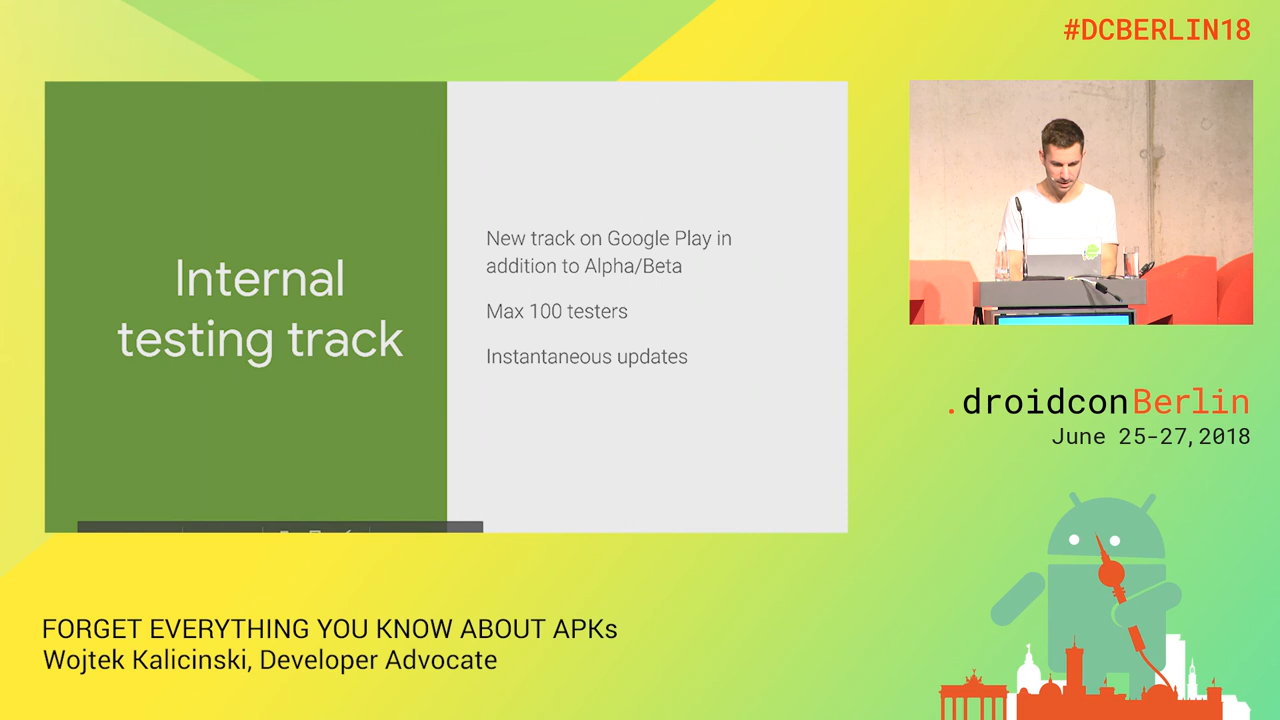 #DCBERLIN18
Internal
testing track
New track on Google Play in
addition to Alpha/Beta
Max 100 testers
Instantaneous updates
.droidconBerlin
June 25-27, 2018
FORGET EVERYTHING YOU KNOW ABOUT APKs
Wojtek Kalicinski, Developer Advocate